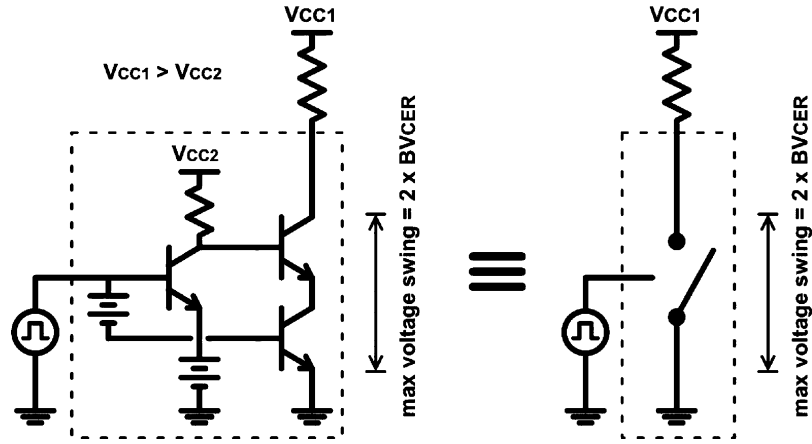 VCC1
VCC1 > VCC2
VCC2
max voltage swing = 2 x BVCER
VCC1
max voltage swing = 2 x BVCER